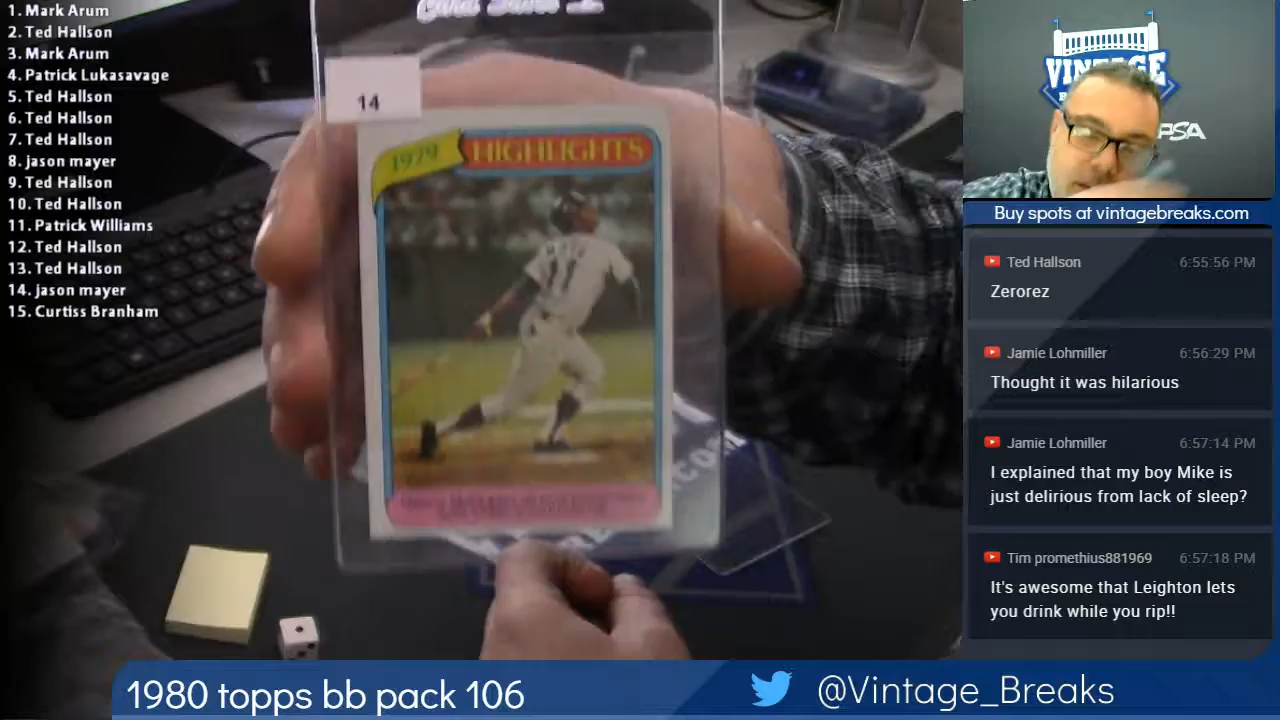 1. Mark Arum
2. Ted Hallson
3. Mark Arum
4. Patrick Lukasavage
5. Ted Hallson
6. Ted Hallson
7. Ted Hallson
8. jason mayer
9. Ted Hallson
10. Ted Hallson
11. Patrick Williams
12. Ted Hallson
13. Ted Hallson
14. jason mayer
15. Curtiss Branham
14
1979 HIGHLIGHTS
11
VINTAGE
PSA
Buy spots at vintagebreaks.com
Ted Hallson 6:55:56 PM
Zerorez
Jamie Lohmiller 6:56:29 PM
Thought it was hilarious
Jamie Lohmiller 6:57:14 PM
I explained that my boy Mike is
just delirious from lack of sleep?
Tim promethius881969 6:57:18 PM
It's awesome that Leighton lets
you drink while you rip!!
1980 topps bb pack 106
@Vintage_Breaks